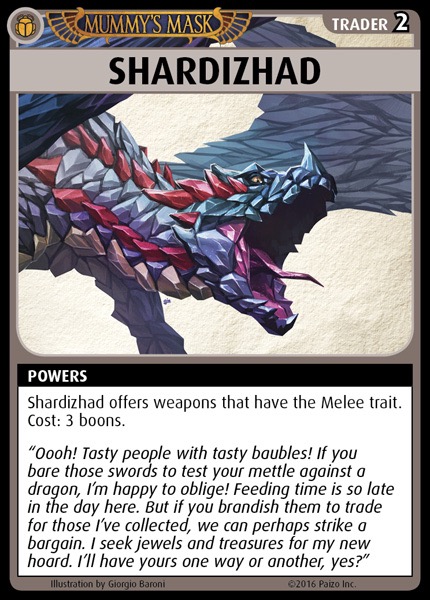 MUMMY'S MASK
TRADER 2
SHARDIZHAD
POWERS
Shardizhad offers weapons that have the Melee trait.
Cost: 3 boons.
“Oooh! Tasty people with tasty baubles! If you
bare those swords to test your mettle against a
dragon, I’m happy to oblige! Feeding time is so late
in the day here. But if you brandish them to trade
for those I’ve collected, we can perhaps strike a
bargain. I seek jewels and treasures for my new
hoard. I’ll have yours one way or another, yes?”
Illustration by Giorgio Baroni ©2016 Paizo Inc.